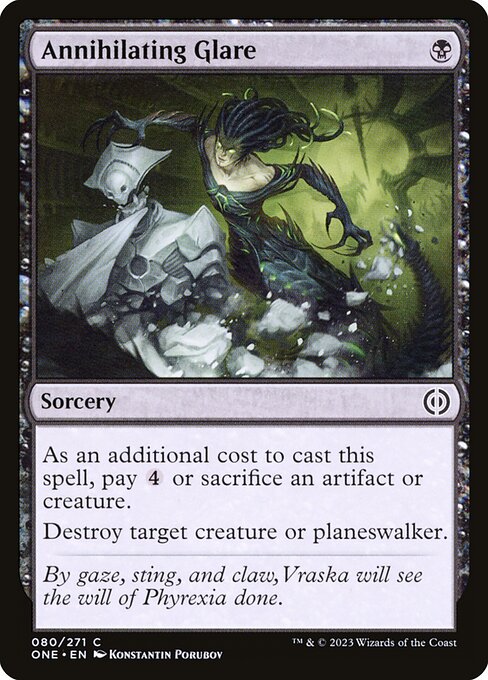 Annihilating Glare
Sorcery
As an additional cost to cast this
spell, pay 4 or sacrifice an artifact or
creature.
Destroy target creature or planeswalker.
By gaze, sting, and claw, Vraska will see
the will of Phyrexia done.
080/271 C
ONE • EN Konstantin Porubov
™ & © 2023 Wizards of the Coast